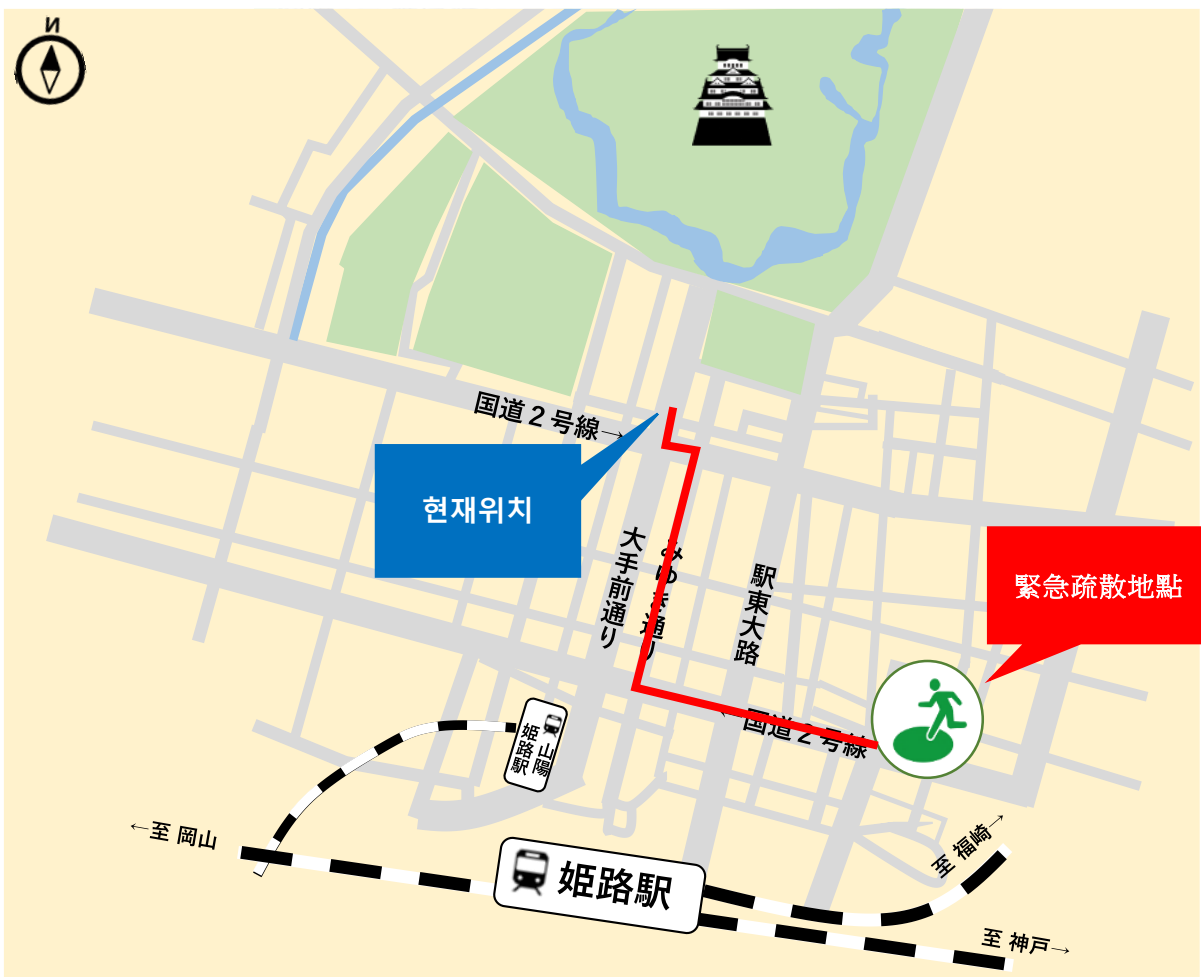 N
国道２号線→
현재위치
大手前通り
みゆき通り
駅東大路
緊急疏散地點
←国道２号線
山陽
姫路駅
←至 岡山
姫路駅
至 福崎→
至 神戸→